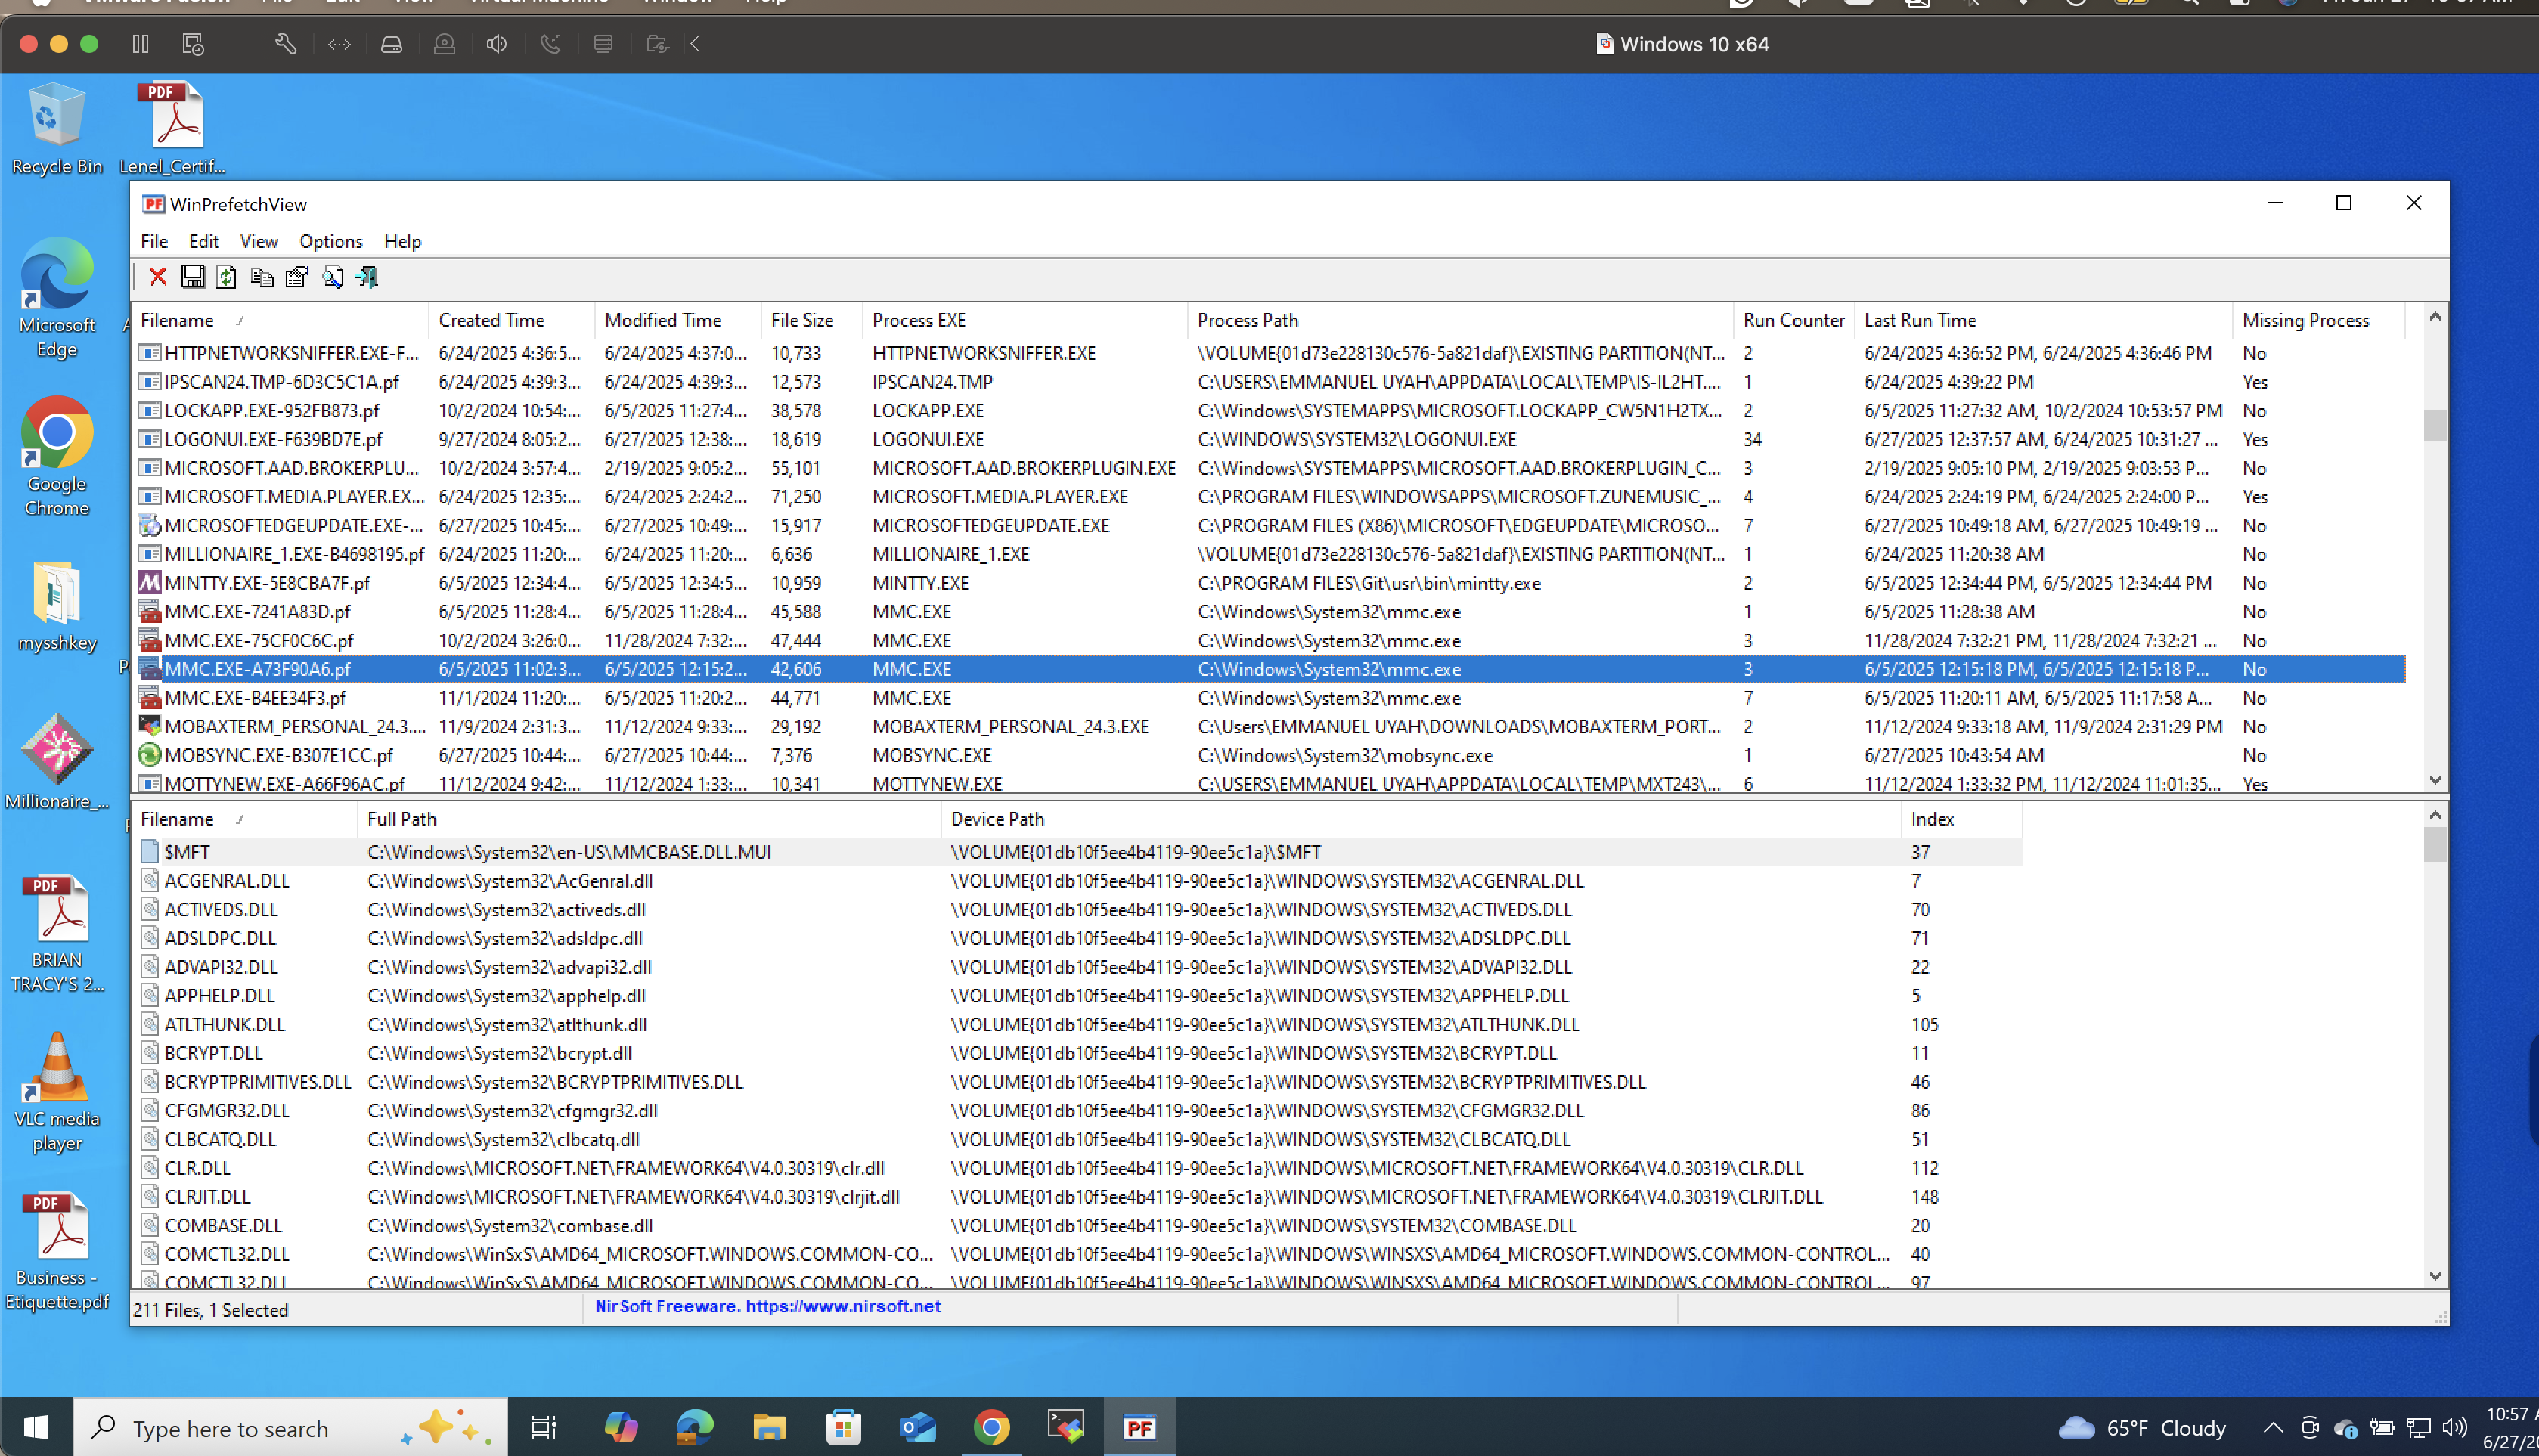 Windows 10 x64
Recycle Bin
Lenel_Certif...
Microsoft Edge
Google Chrome
mysshkey
Millionaire_...
BRIAN TRACY'S 2...
VLC media player
Business - Etiquette.pdf
WinPrefetchView
File Edit View Options Help
Filename Created Time Modified Time File Size Process EXE Process Path Run Counter Last Run Time Missing Process
HTTPNETWORKSNIFFER.EXE-F... 6/24/2025 4:36:5... 6/24/2025 4:37:0... 10,733 HTTPNETWORKSNIFFER.EXE \VOLUME{01d73e228130c576-5a821daf}\EXISTING PARTITION(NT... 2 6/24/2025 4:36:52 PM, 6/24/2025 4:36:46 PM No
IPSCAN24.TMP-6D3C5C1A.pf 6/24/2025 4:39:3... 6/24/2025 4:39:3... 12,573 IPSCAN24.TMP C:\USERS\EMMANUEL UYAH\APPDATA\LOCAL\TEMP\IS-IL2HT.... 1 6/24/2025 4:39:22 PM Yes
LOCKAPP.EXE-952FB873.pf 10/2/2024 10:54:... 6/5/2025 11:27:4... 38,578 LOCKAPP.EXE C:\Windows\SYSTEMAPPS\MICROSOFT.LOCKAPP_CW5N1H2TX... 2 6/5/2025 11:27:32 AM, 10/2/2024 10:53:57 PM No
LOGONUI.EXE-F639BD7E.pf 9/27/2024 8:05:2... 6/27/2025 12:38:... 18,619 LOGONUI.EXE C:\WINDOWS\SYSTEM32\LOGONUI.EXE 34 6/27/2025 12:37:57 AM, 6/24/2025 10:31:27 ... Yes
MICROSOFT.AAD.BROKERPLU... 10/2/2024 3:57:4... 2/19/2025 9:05:2... 55,101 MICROSOFT.AAD.BROKERPLUGIN.EXE C:\Windows\SYSTEMAPPS\MICROSOFT.AAD.BROKERPLUGIN_C... 3 2/19/2025 9:05:10 PM, 2/19/2025 9:03:53 P... No
MICROSOFT.MEDIA.PLAYER.EX... 6/24/2025 12:35:... 6/24/2025 2:24:2... 71,250 MICROSOFT.MEDIA.PLAYER.EXE C:\PROGRAM FILES\WINDOWSAPPS\MICROSOFT.ZUNEMUSIC_... 4 6/24/2025 2:24:19 PM, 6/24/2025 2:24:00 P... Yes
MICROSOFTEDGEUPDATE.EXE-... 6/27/2025 10:45:... 6/27/2025 10:49:... 15,917 MICROSOFTEDGEUPDATE.EXE C:\PROGRAM FILES (X86)\MICROSOFT\EDGEUPDATE\MICROSO... 7 6/27/2025 10:49:18 AM, 6/27/2025 10:49:19 ... No
MILLIONAIRE_1.EXE-B4698195.pf 6/24/2025 11:20:... 6/24/2025 11:20:... 6,636 MILLIONAIRE_1.EXE \VOLUME{01d73e228130c576-5a821daf}\EXISTING PARTITION(NT... 1 6/24/2025 11:20:38 AM No
MINTTY.EXE-5E8CBA7F.pf 6/5/2025 12:34:4... 6/5/2025 12:34:5... 10,959 MINTTY.EXE C:\PROGRAM FILES\Git\usr\bin\mintty.exe 2 6/5/2025 12:34:44 PM, 6/5/2025 12:34:44 PM No
MMC.EXE-7241A83D.pf 6/5/2025 11:28:4... 6/5/2025 11:28:4... 45,588 MMC.EXE C:\Windows\System32\mmc.exe 1 6/5/2025 11:28:38 AM No
MMC.EXE-75CF0C6C.pf 10/2/2024 3:26:0... 11/28/2024 7:32:... 47,444 MMC.EXE C:\Windows\System32\mmc.exe 3 11/28/2024 7:32:21 PM, 11/28/2024 7:32:21 ... No
MMC.EXE-A73F90A6.pf 6/5/2025 11:02:3... 6/5/2025 12:15:2... 42,606 MMC.EXE C:\Windows\System32\mmc.exe 3 6/5/2025 12:15:18 PM, 6/5/2025 12:15:18 P... No
MMC.EXE-B4EE34F3.pf 11/1/2024 11:20:... 6/5/2025 11:20:2... 44,771 MMC.EXE C:\Windows\System32\mmc.exe 7 6/5/2025 11:20:11 AM, 6/5/2025 11:17:58 A... No
MOBAXTERM_PERSONAL_24.3.... 11/9/2024 2:31:3... 11/12/2024 9:33:... 29,192 MOBAXTERM_PERSONAL_24.3.EXE C:\Users\EMMANUEL UYAH\DOWNLOADS\MOBAXTERM_PORT... 2 11/12/2024 9:33:18 AM, 11/9/2024 2:31:29 PM No
MOBSYNC.EXE-B307E1CC.pf 6/27/2025 10:44:... 6/27/2025 10:44:... 7,376 MOBSYNC.EXE C:\Windows\System32\mobsync.exe 1 6/27/2025 10:43:54 AM No
MOTTYNEW.EXE-A66F96AC.pf 11/12/2024 9:42:... 11/12/2024 1:33:... 10,341 MOTTYNEW.EXE C:\USERS\EMMANUEL UYAH\APPDATA\LOCAL\TEMP\MXT243\... 6 11/12/2024 1:33:32 PM, 11/12/2024 11:01:35... Yes
Filename Full Path Device Path Index
$MFT C:\Windows\System32\en-US\MMCBASE.DLL.MUI \VOLUME{01db10f5ee4b4119-90ee5c1a}\$MFT 37
ACGENRAL.DLL C:\Windows\System32\AcGenral.dll \VOLUME{01db10f5ee4b4119-90ee5c1a}\WINDOWS\SYSTEM32\ACGENRAL.DLL 7
ACTIVEDS.DLL C:\Windows\System32\activeds.dll \VOLUME{01db10f5ee4b4119-90ee5c1a}\WINDOWS\SYSTEM32\ACTIVEDS.DLL 70
ADSLDPC.DLL C:\Windows\System32\adsldpc.dll \VOLUME{01db10f5ee4b4119-90ee5c1a}\WINDOWS\SYSTEM32\ADSLDPC.DLL 71
ADVAPI32.DLL C:\Windows\System32\advapi32.dll \VOLUME{01db10f5ee4b4119-90ee5c1a}\WINDOWS\SYSTEM32\ADVAPI32.DLL 22
APPHELP.DLL C:\Windows\System32\apphelp.dll \VOLUME{01db10f5ee4b4119-90ee5c1a}\WINDOWS\SYSTEM32\APPHELP.DLL 5
ATLTHUNK.DLL C:\Windows\System32\atlthunk.dll \VOLUME{01db10f5ee4b4119-90ee5c1a}\WINDOWS\SYSTEM32\ATLTHUNK.DLL 105
BCRYPT.DLL C:\Windows\System32\bcrypt.dll \VOLUME{01db10f5ee4b4119-90ee5c1a}\WINDOWS\SYSTEM32\BCRYPT.DLL 11
BCRYPTPRIMITIVES.DLL C:\Windows\System32\BCRYPTPRIMITIVES.DLL \VOLUME{01db10f5ee4b4119-90ee5c1a}\WINDOWS\SYSTEM32\BCRYPTPRIMITIVES.DLL 46
CFGMGR32.DLL C:\Windows\System32\cfgmgr32.dll \VOLUME{01db10f5ee4b4119-90ee5c1a}\WINDOWS\SYSTEM32\CFGMGR32.DLL 86
CLBCATQ.DLL C:\Windows\System32\clbcatq.dll \VOLUME{01db10f5ee4b4119-90ee5c1a}\WINDOWS\SYSTEM32\CLBCATQ.DLL 51
CLR.DLL C:\Windows\MICROSOFT.NET\FRAMEWORK64\V4.0.30319\clr.dll \VOLUME{01db10f5ee4b4119-90ee5c1a}\WINDOWS\MICROSOFT.NET\FRAMEWORK64\V4.0.30319\CLR.DLL 112
CLRJIT.DLL C:\Windows\MICROSOFT.NET\FRAMEWORK64\V4.0.30319\clrjit.dll \VOLUME{01db10f5ee4b4119-90ee5c1a}\WINDOWS\MICROSOFT.NET\FRAMEWORK64\V4.0.30319\CLRJIT.DLL 148
COMBASE.DLL C:\Windows\System32\combase.dll \VOLUME{01db10f5ee4b4119-90ee5c1a}\WINDOWS\SYSTEM32\COMBASE.DLL 20
COMCTL32.DLL C:\Windows\WinSxS\AMD64_MICROSOFT.WINDOWS.COMMON-CO... \VOLUME{01db10f5ee4b4119-90ee5c1a}\WINDOWS\WINSXS\AMD64_MICROSOFT.WINDOWS.COMMON-CONTROL... 40
COMCTL32.DLL C:\Windows\WinSxS\AMD64_MICROSOFT.WINDOWS.COMMON-CO... \VOLUME{01db10f5ee4b4119-90ee5c1a}\WINDOWS\WINSXS\AMD64_MICROSOFT.WINDOWS.COMMON-CONTROL... 97
211 Files, 1 Selected NirSoft Freeware. https://www.nirsoft.net
Type here to search 65°F Cloudy 10:57